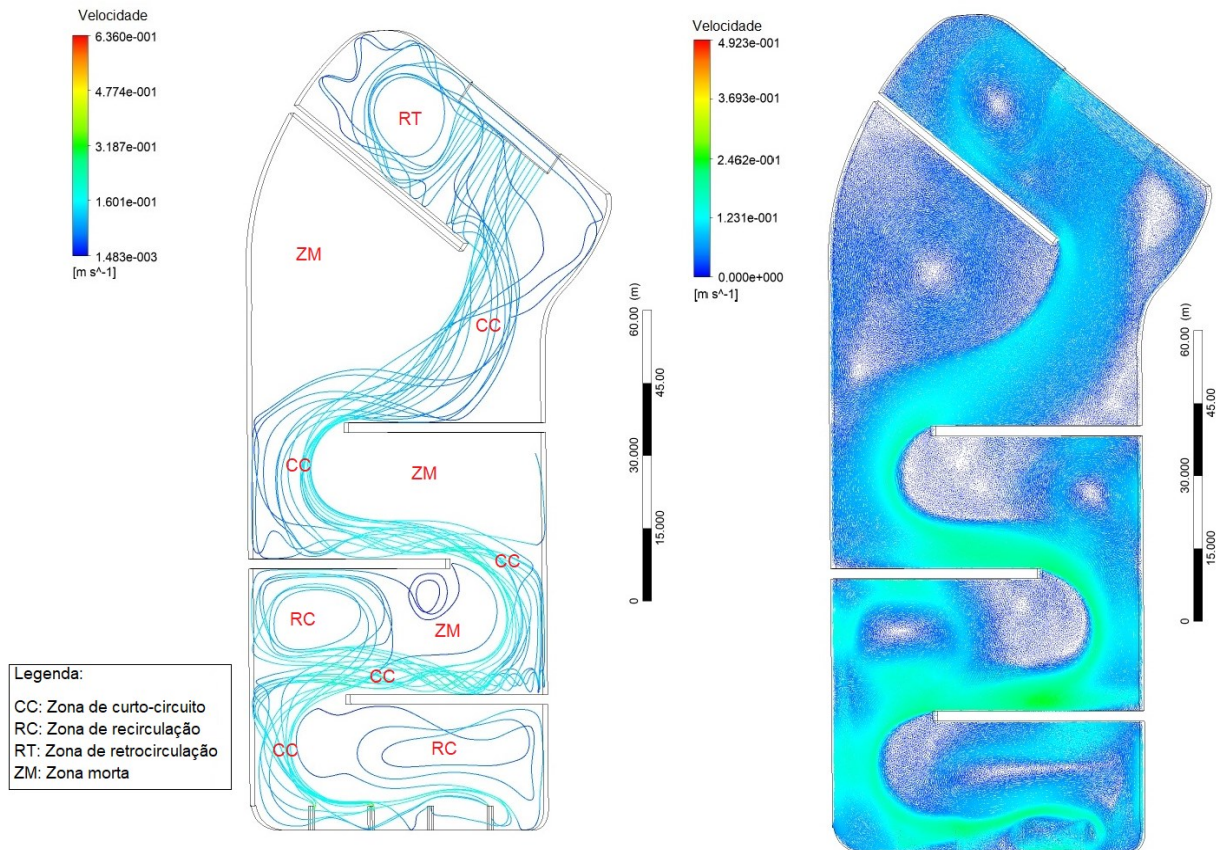 Velocidade
6.360e-001
4.774e-001
3.187e-001
1.601e-001
1.483e-003
[m s^-1]
RT
ZM
CC
CC
ZM
CC
RC
ZM
CC
CC
RC
0
15.000
30.000
45.00
60.00 (m)
Legenda:
CC: Zona de curto-circuito
RC: Zona de recirculação
RT: Zona de retrocirculação
ZM: Zona morta
Velocidade
4.923e-001
3.693e-001
2.462e-001
1.231e-001
0.000e+000
[m s^-1]
0
15.000
30.000
45.00
60.00 (m)